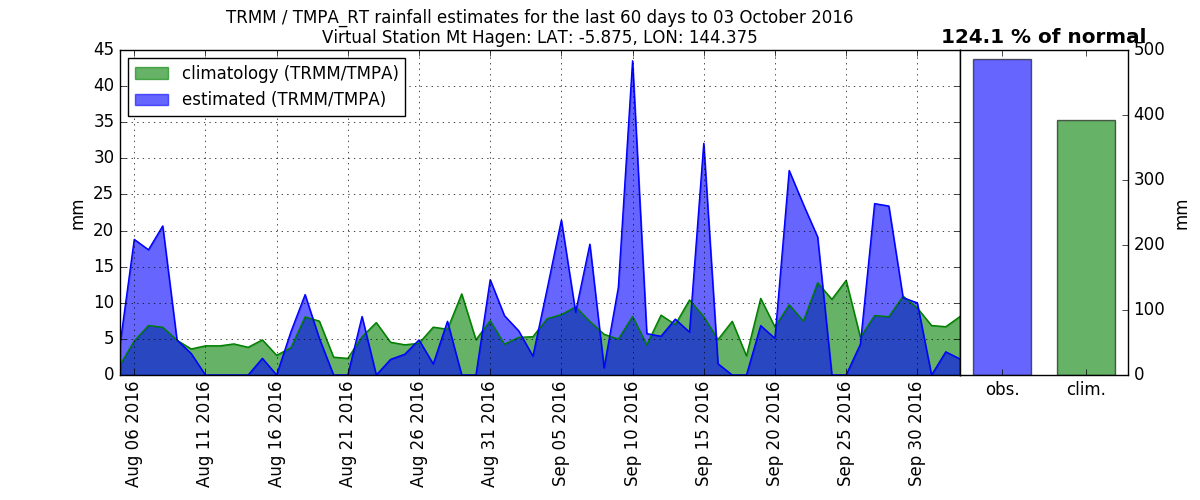 TRMM / TMPA_RT rainfall estimates for the last 60 days to 03 October 2016
Virtual Station Mt Hagen: LAT: -5.875, LON: 144.375
124.1 % of normal
climatology (TRMM/TMPA)
estimated (TRMM/TMPA)
45
40
35
30
25
20
15
10
5
0
mm
Aug 06 2016
Aug 11 2016
Aug 16 2016
Aug 21 2016
Aug 26 2016
Aug 31 2016
Sep 05 2016
Sep 10 2016
Sep 15 2016
Sep 20 2016
Sep 25 2016
Sep 30 2016
500
400
300
200
100
0
mm
obs.
clim.